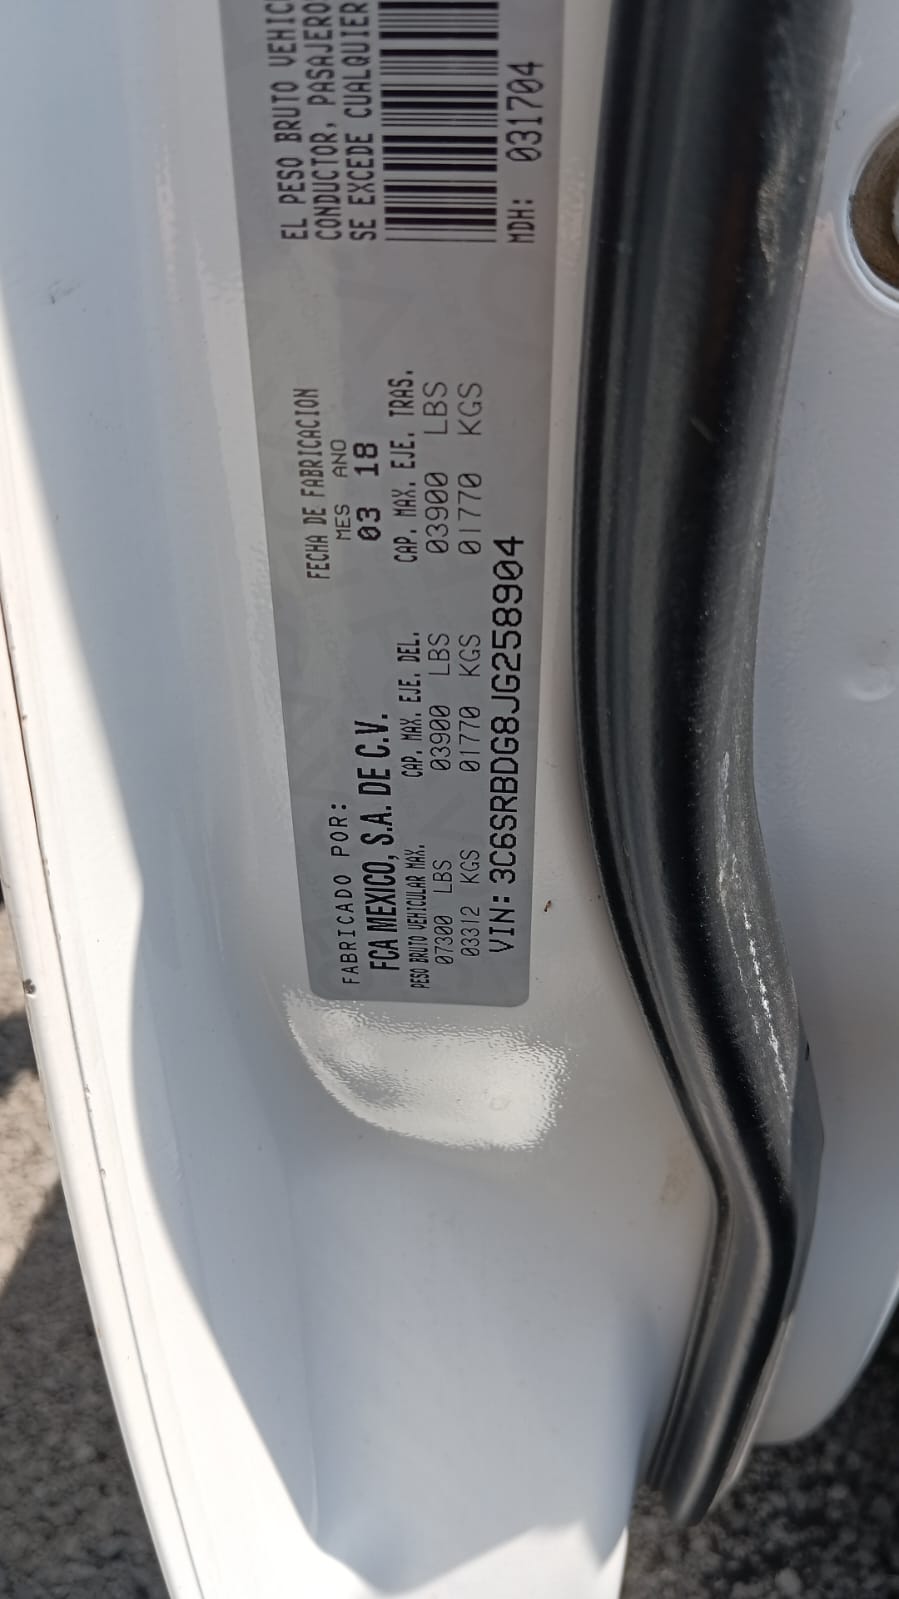 FABRICADO POR:
FCA MEXICO, S.A. DE C.V.
FECHA DE FABRICACION
MES ANO
03 18
PESO BRUTO VEHICULAR MAX.
07300 LBS
03312 KGS
CAP. MAX. EJE. DEL.
03900 LBS
01770 KGS
CAP. MAX. EJE. TRAS.
03900 LBS
01770 KGS
VIN: 3C6SRBDG8JG258904
EL PESO BRUTO VEHIC
CONDUCTOR, PASAJERO
SE EXCEDE CUALQUIER
MDH: 031704